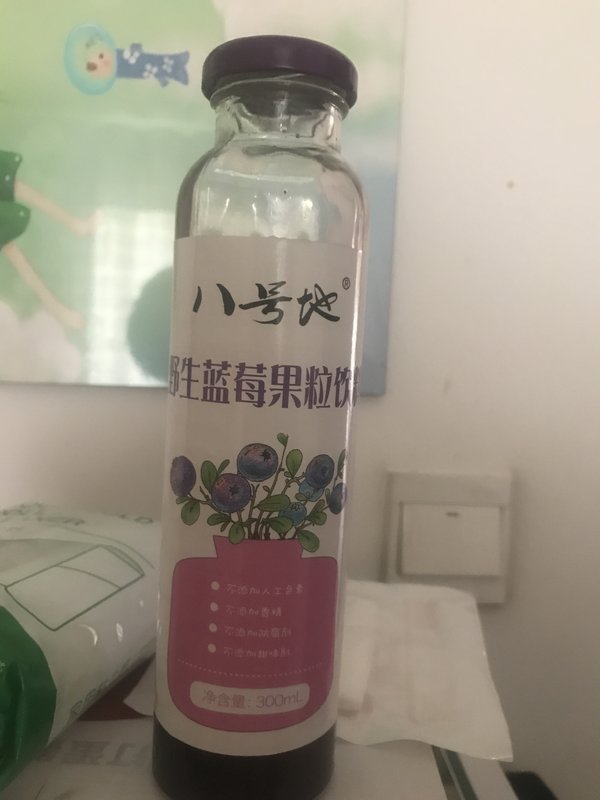 八号地®
野生蓝莓果粒饮料
不添加人工色素
不添加香精
不添加防腐剂
不添加甜味剂
净含量:300mL